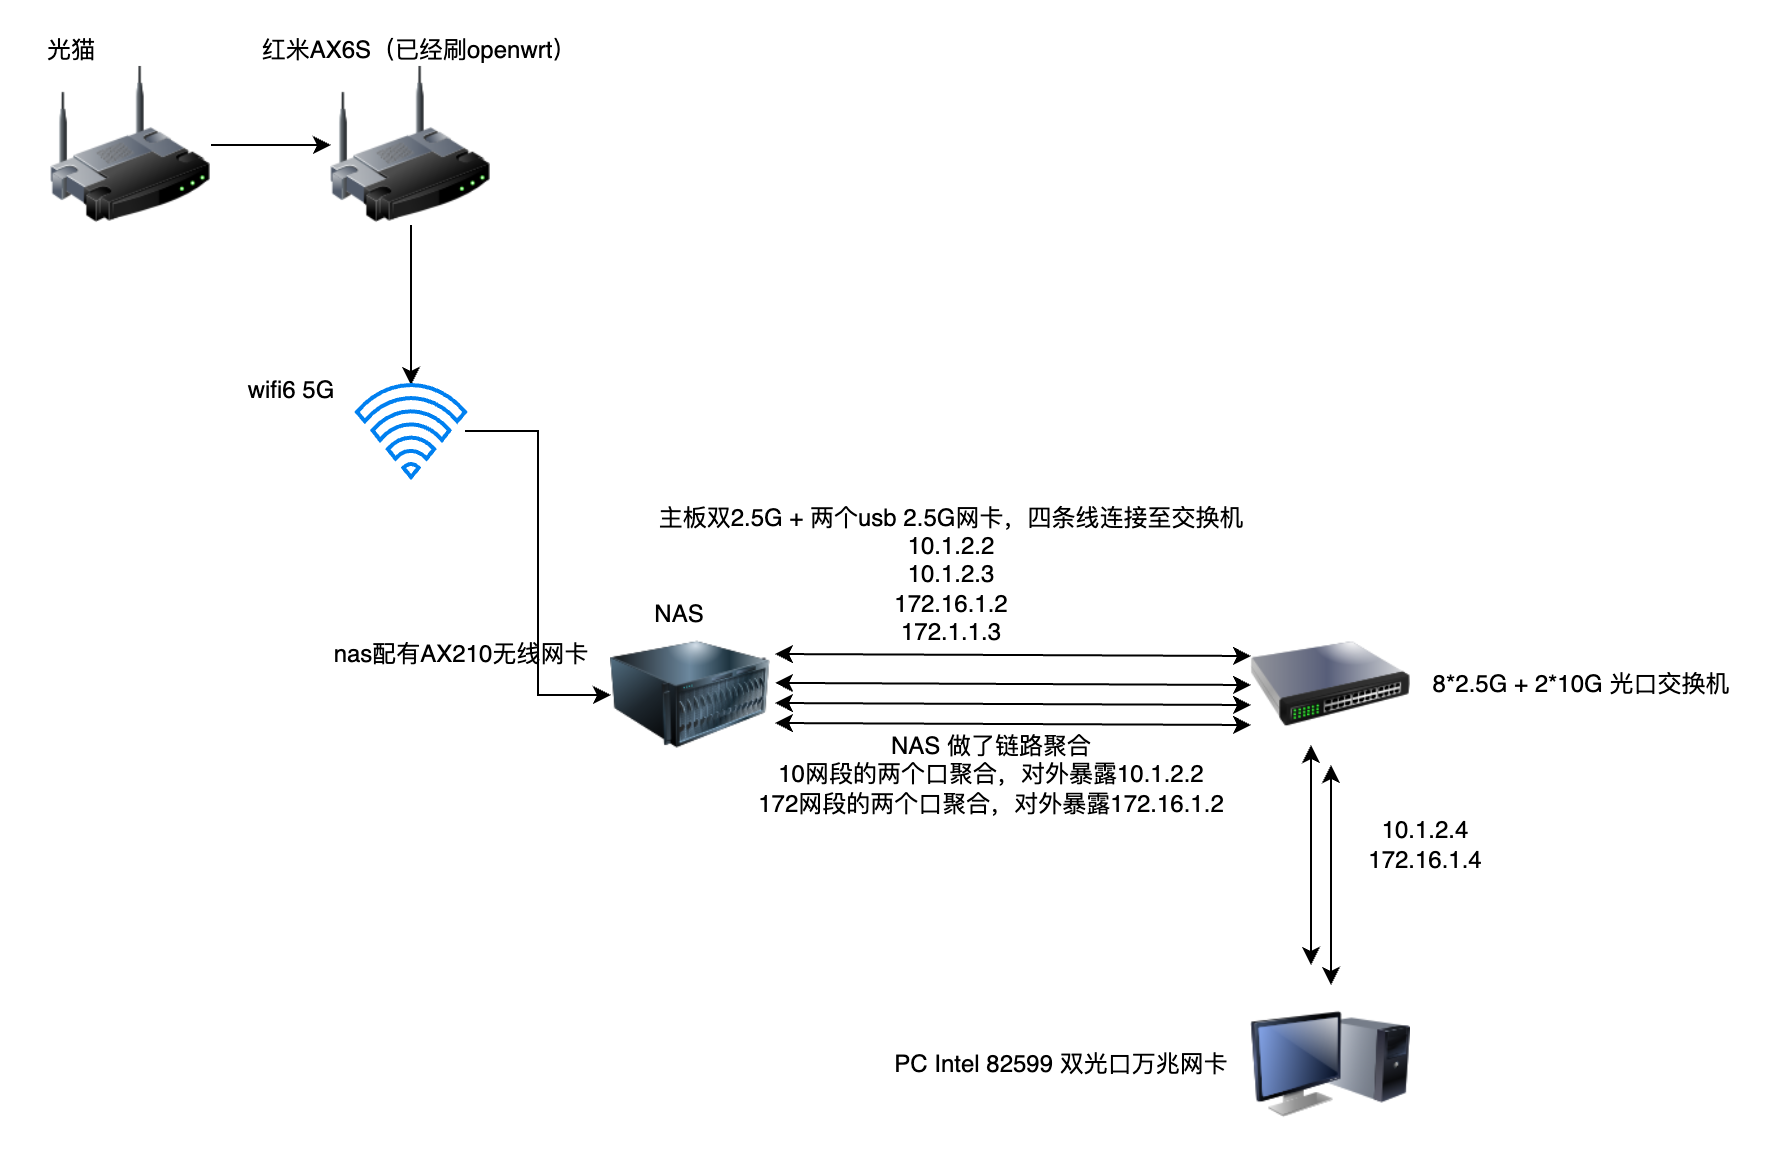 光猫
红米AX6S（已经刷openwrt）
wifi6 5G
主板双2.5G + 两个usb 2.5G网卡，四条线连接至交换机
10.1.2.2
10.1.2.3
172.16.1.2
172.1.1.3
NAS
nas配有AX210无线网卡
8*2.5G + 2*10G 光口交换机
NAS 做了链路聚合
10网段的两个口聚合，对外暴露10.1.2.2
172网段的两个口聚合，对外暴露172.16.1.2
10.1.2.4
172.16.1.4
PC Intel 82599 双光口万兆网卡